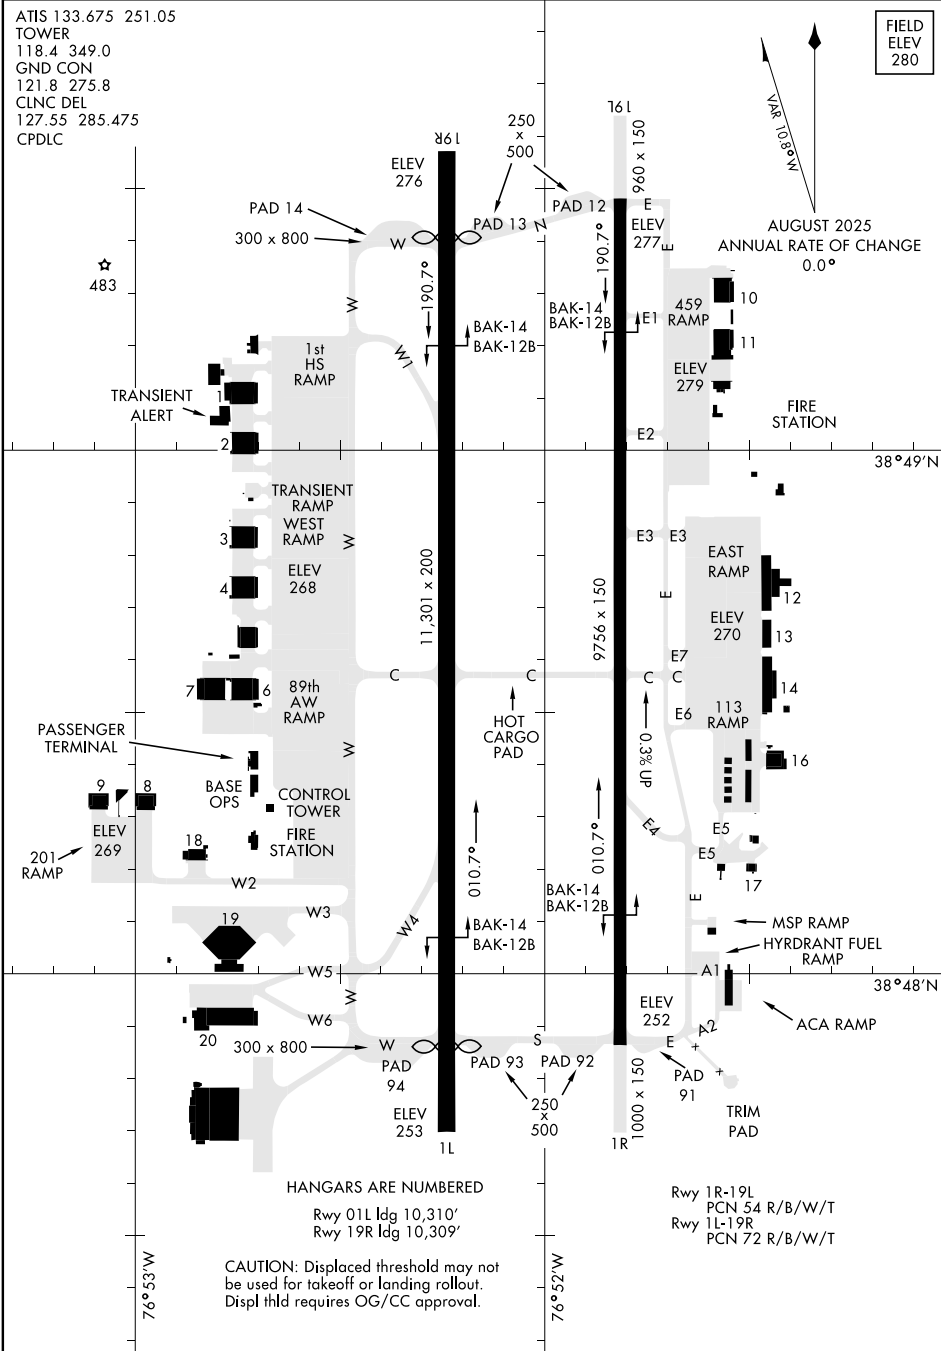 ATIS 133.675 251.05
TOWER
118.4 349.0
GND CON
121.8 275.8
CLNC DEL
127.55 285.475
CPDLC
FIELD
ELEV
280
VAR 10.8°W
AUGUST 2025
ANNUAL RATE OF CHANGE
0.0°
19R
19L
250
x
500
960 x 150
ELEV
276
PAD 14
300 x 800
W
PAD 13
N
PAD 12
E
ELEV
277
E
483
190.7°
190.7°
W
BAK-14
BAK-12B
BAK-14
BAK-12B
E1
459
RAMP
10
11
ELEV
279
1st
HS
RAMP
W1
TRANSIENT
ALERT
1
2
FIRE
STATION
E2
38°49'N
TRANSIENT
RAMP
WEST
RAMP
3
W
ELEV
268
4
11,301 x 200
9756 x 150
E3
E3
EAST
RAMP
E
12
ELEV
270
13
E7
C
C
C
C
14
7
6
89th
AW
RAMP
HOT
CARGO
PAD
E6
113
RAMP
PASSENGER
TERMINAL
W
0.3% UP
16
9
8
BASE
OPS
CONTROL
TOWER
ELEV
269
201
RAMP
18
FIRE
STATION
010.7°
010.7°
E4
E5
E5
17
W2
W3
W4
19
BAK-14
BAK-12B
BAK-14
BAK-12B
E
MSP RAMP
HYRDRANT FUEL
RAMP
W5
A1
38°48'N
W
W6
20
300 x 800
W
PAD
94
PAD 93
S
PAD 92
ELEV
252
E
A2
ACA RAMP
PAD
91
TRIM
PAD
ELEV
253
250
x
500
1000 x 150
1L
1R
HANGARS ARE NUMBERED
Rwy 01L ldg 10,310'
Rwy 19R ldg 10,309'
Rwy 1R-19L
PCN 54 R/B/W/T
Rwy 1L-19R
PCN 72 R/B/W/T
CAUTION: Displaced threshold may not
be used for takeoff or landing rollout.
Displ thld requires OG/CC approval.
76°53'W
76°52'W